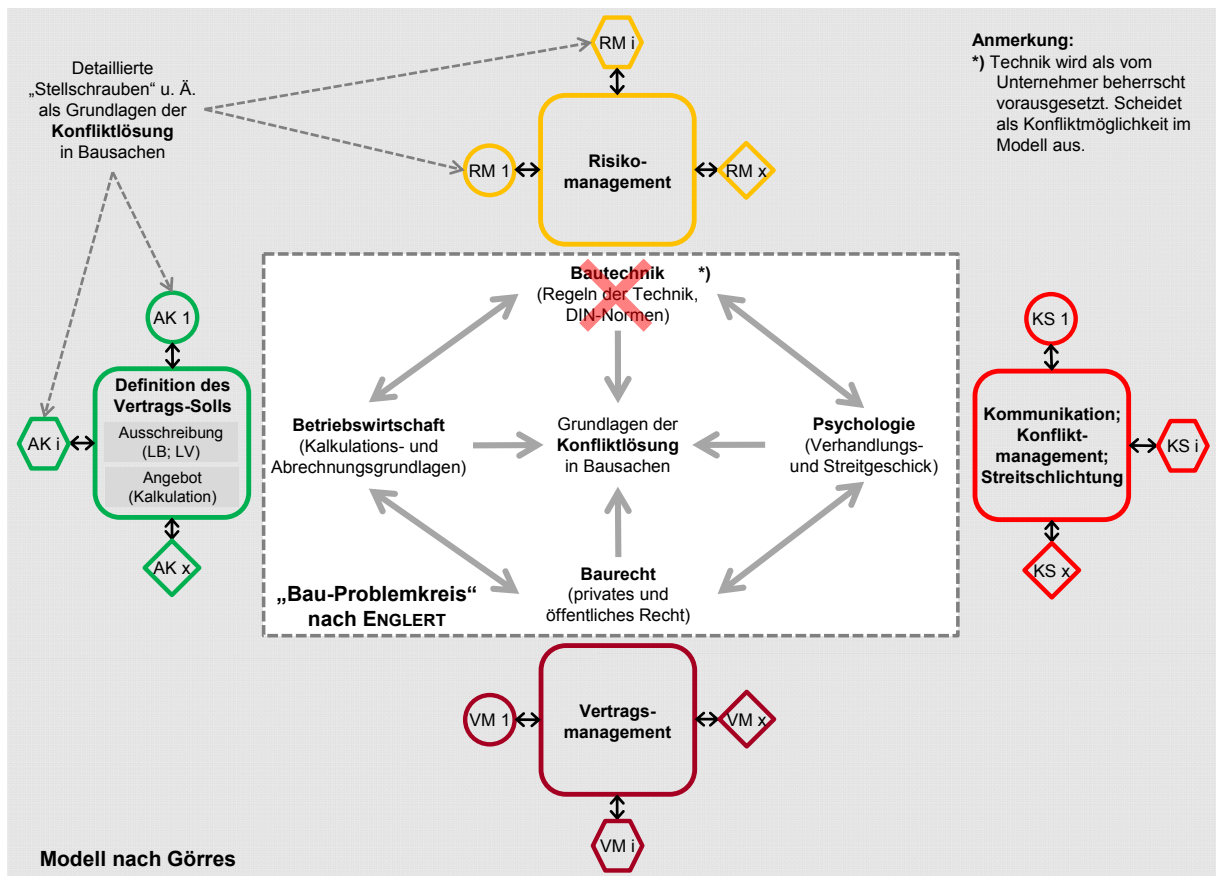 Detaillierte
„Stellschrauben“ u. Ä.
als Grundlagen der
Konfliktlösung
in Bausachen
RM i
RM 1
Risiko-
management
RM x
Anmerkung:
*) Technik wird als vom
Unternehmer beherrscht
vorausgesetzt. Scheidet
als Konfliktmöglichkeit im
Modell aus.
AK 1
Definition des
Vertrags-Solls
Ausschreibung
(LB; LV)
Angebot
(Kalkulation)
AK i
AK x
Bautechnik *)
(Regeln der Technik,
DIN-Normen)
Betriebswirtschaft
(Kalkulations- und
Abrechnungsgrundlagen)
Grundlagen der
Konfliktlösung
in Bausachen
Psychologie
(Verhandlungs-
und Streitgeschick)
Baurecht
(privates und
öffentliches Recht)
„Bau-Problemkreis“
nach ENGLERT
KS 1
Kommunikation;
Konflikt-
management;
Streitschlichtung
KS i
KS x
VM 1
Vertrags-
management
VM x
VM i
Modell nach Görres